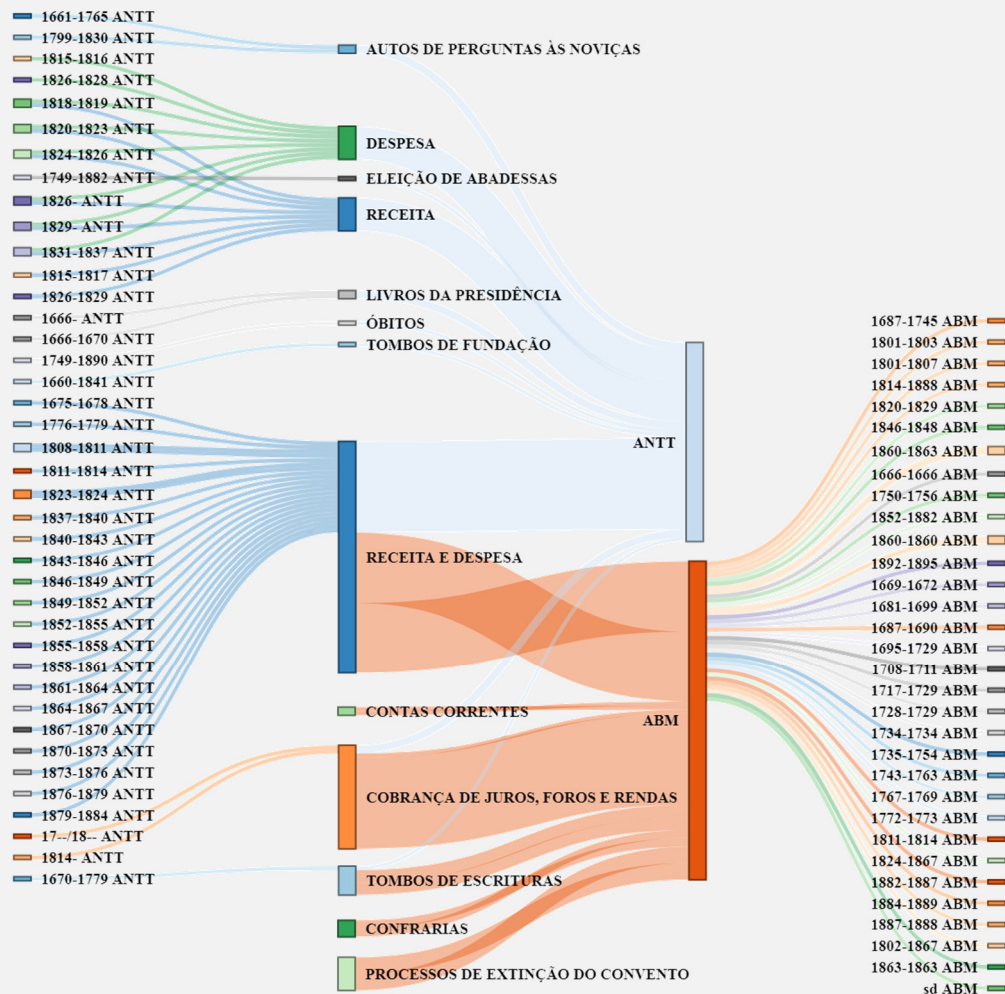 1661-1765 ANTT
1799-1830 ANTT
1815-1816 ANTT
1826-1828 ANTT
1818-1819 ANTT
1820-1823 ANTT
1824-1826 ANTT
1749-1882 ANTT
1826- ANTT
1829- ANTT
1831-1837 ANTT
1815-1817 ANTT
1826-1829 ANTT
1666- ANTT
1666-1670 ANTT
1749-1890 ANTT
1660-1841 ANTT
1675-1678 ANTT
1776-1779 ANTT
1808-1811 ANTT
1811-1814 ANTT
1823-1824 ANTT
1837-1840 ANTT
1840-1843 ANTT
1843-1846 ANTT
1846-1849 ANTT
1849-1852 ANTT
1852-1855 ANTT
1855-1858 ANTT
1858-1861 ANTT
1861-1864 ANTT
1864-1867 ANTT
1867-1870 ANTT
1870-1873 ANTT
1873-1876 ANTT
1876-1879 ANTT
1879-1884 ANTT
17--/18-- ANTT
1814- ANTT
1670-1779 ANTT
AUTOS DE PERGUNTAS ÀS NOVIÇAS
DESPESA
ELEIÇÃO DE ABADESSAS
RECEITA
LIVROS DA PRESIDÊNCIA
ÓBITOS
TOMBOS DE FUNDAÇÃO
RECEITA E DESPESA
CONTAS CORRENTES
COBRANÇA DE JUROS, FOROS E RENDAS
TOMBOS DE ESCRITURAS
CONFRARIAS
PROCESSOS DE EXTINÇÃO DO CONVENTO
ANTT
ABM
1687-1745 ABM
1801-1803 ABM
1801-1807 ABM
1814-1888 ABM
1820-1829 ABM
1846-1848 ABM
1860-1863 ABM
1666-1666 ABM
1750-1756 ABM
1852-1882 ABM
1860-1860 ABM
1892-1895 ABM
1669-1672 ABM
1681-1699 ABM
1687-1690 ABM
1695-1729 ABM
1708-1711 ABM
1717-1729 ABM
1728-1729 ABM
1734-1734 ABM
1735-1754 ABM
1743-1763 ABM
1767-1769 ABM
1772-1773 ABM
1811-1814 ABM
1824-1867 ABM
1882-1887 ABM
1884-1889 ABM
1887-1888 ABM
1802-1867 ABM
1863-1863 ABM
sd ABM